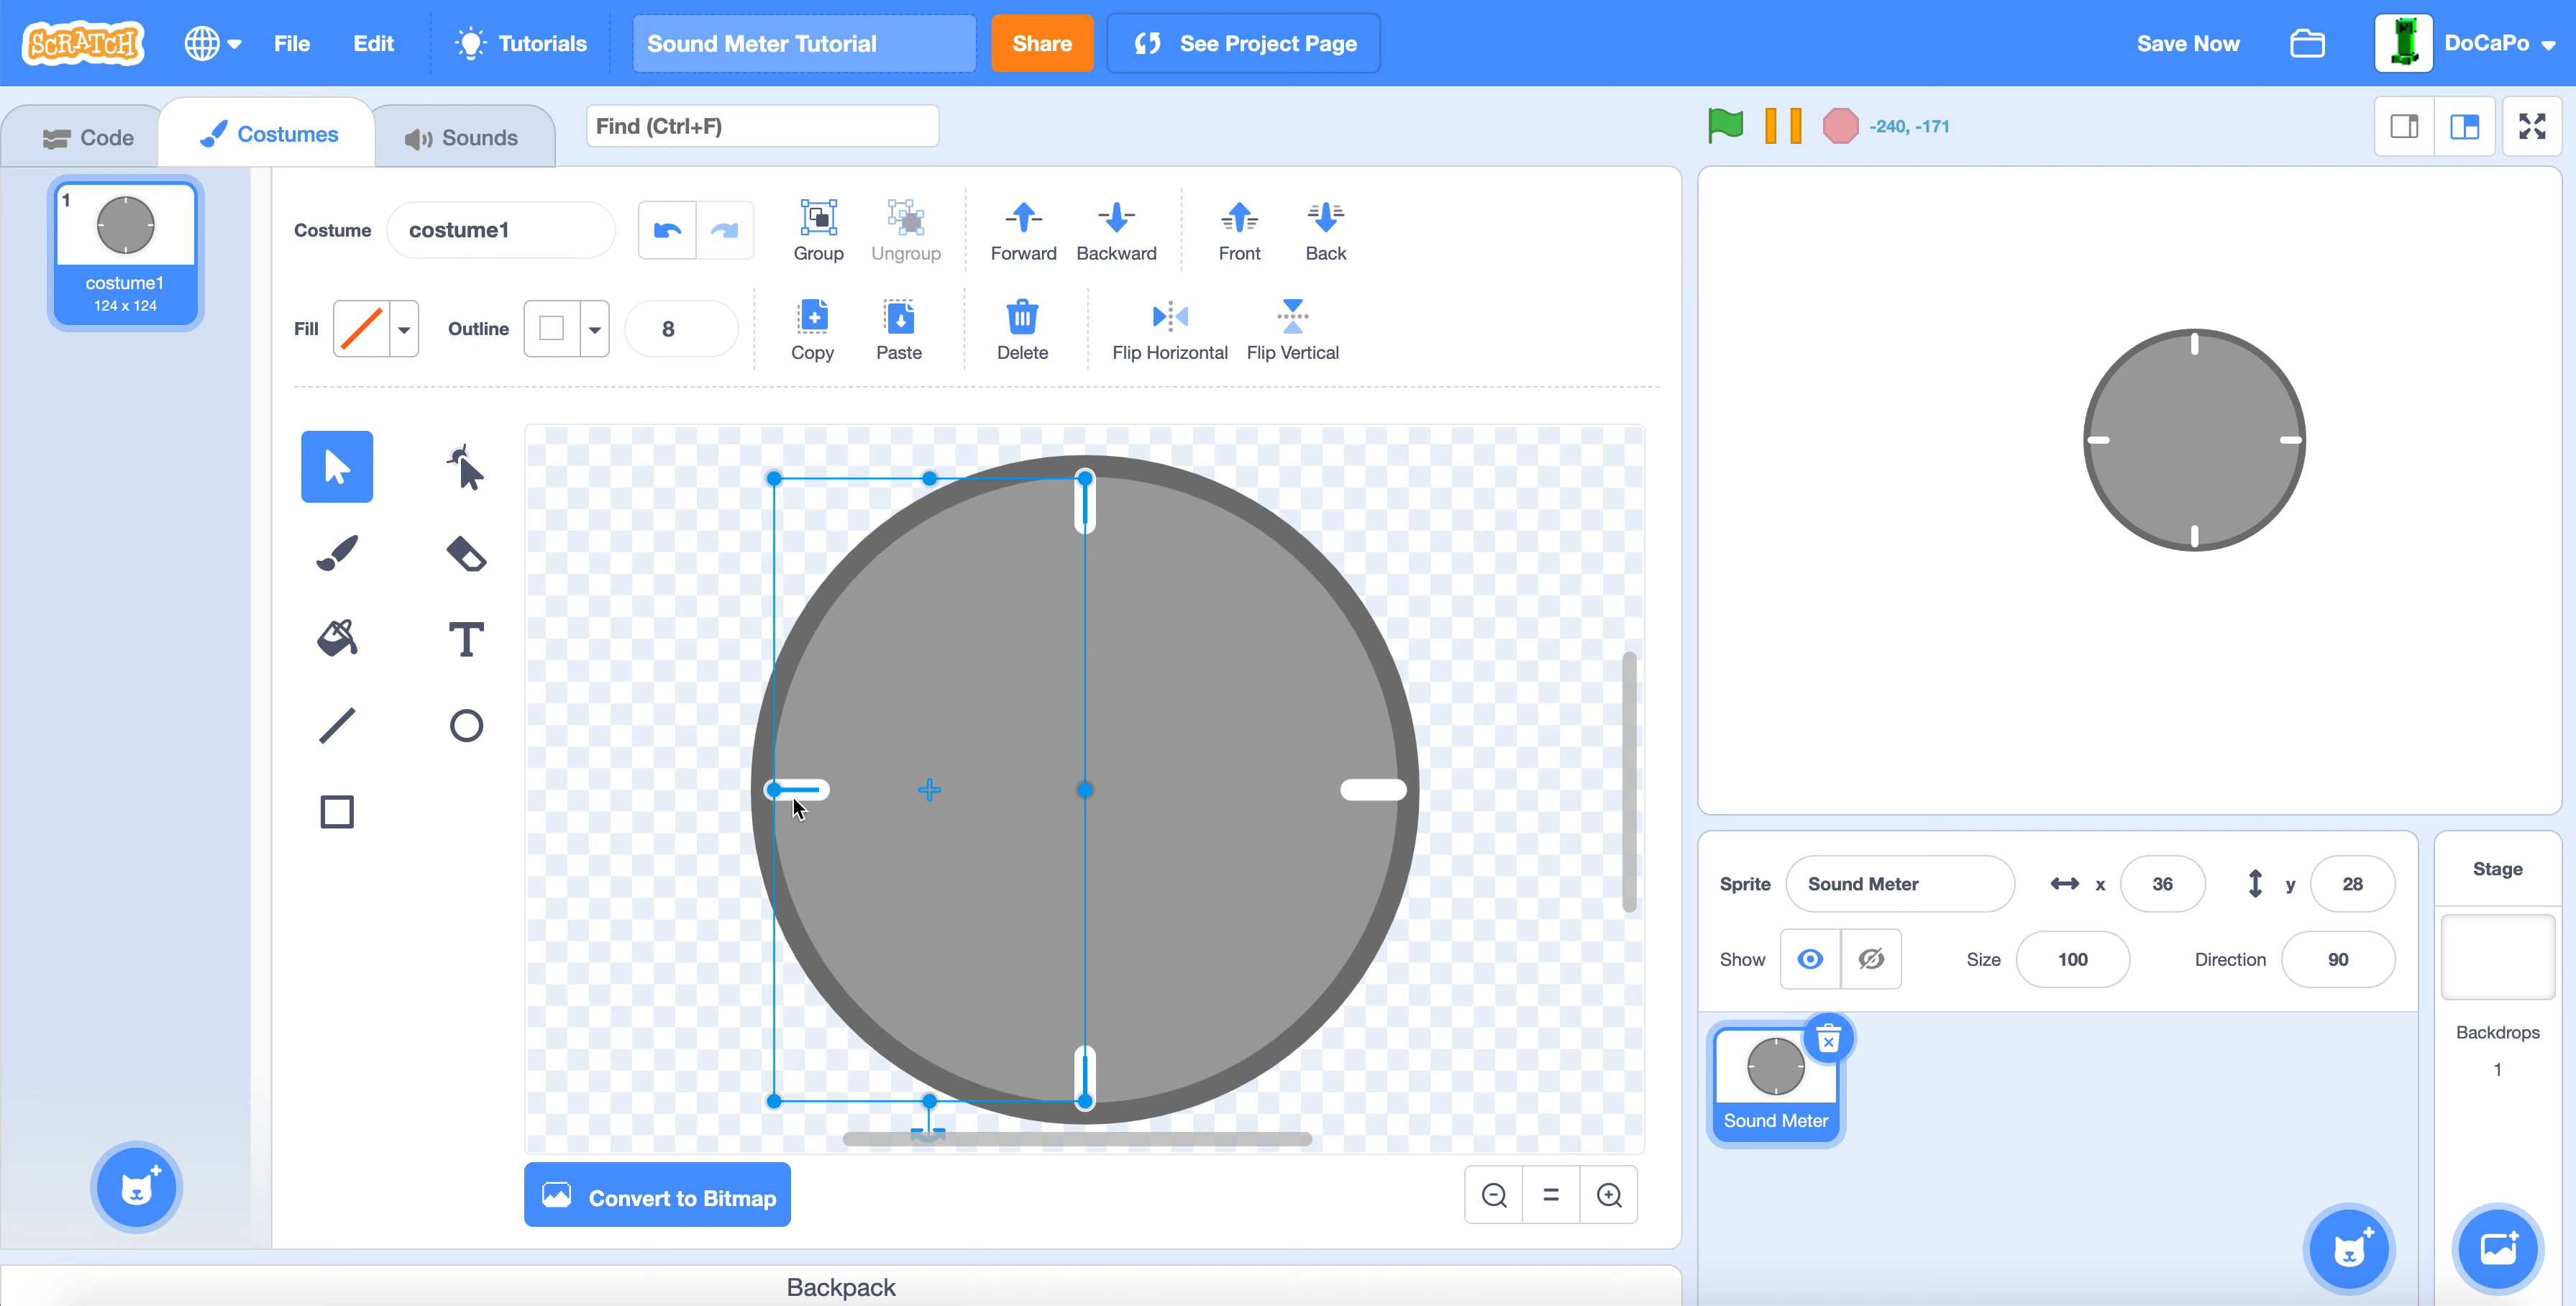 SCRATCH File Edit Tutorials Sound Meter Tutorial Share See Project Page Save Now DoCaPo
Code Costumes Sounds Find (Ctrl+F) -240, -171
1
costume1
124 x 124
Costume costume1 Group Ungroup Forward Backward Front Back
Fill Outline 8 Copy Paste Delete Flip Horizontal Flip Vertical
T
Convert to Bitmap
Backpack
Sprite Sound Meter x 36 y 28
Show Size 100 Direction 90
Sound Meter
Stage
Backdrops
1